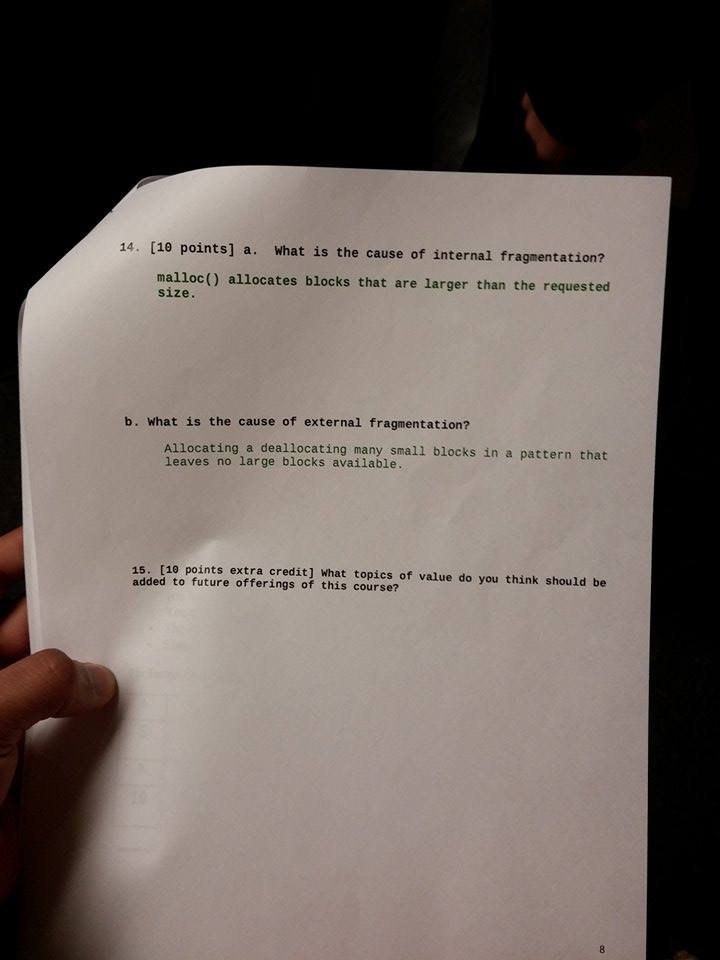 14. [10 points] a. What is the cause of internal fragmentation?
malloc() allocates blocks that are larger than the requested
size.
b. What is the cause of external fragmentation?
Allocating a deallocating many small blocks in a pattern that
leaves no large blocks available.
15. [10 points extra credit] What topics of value do you think should be
added to future offerings of this course?
8